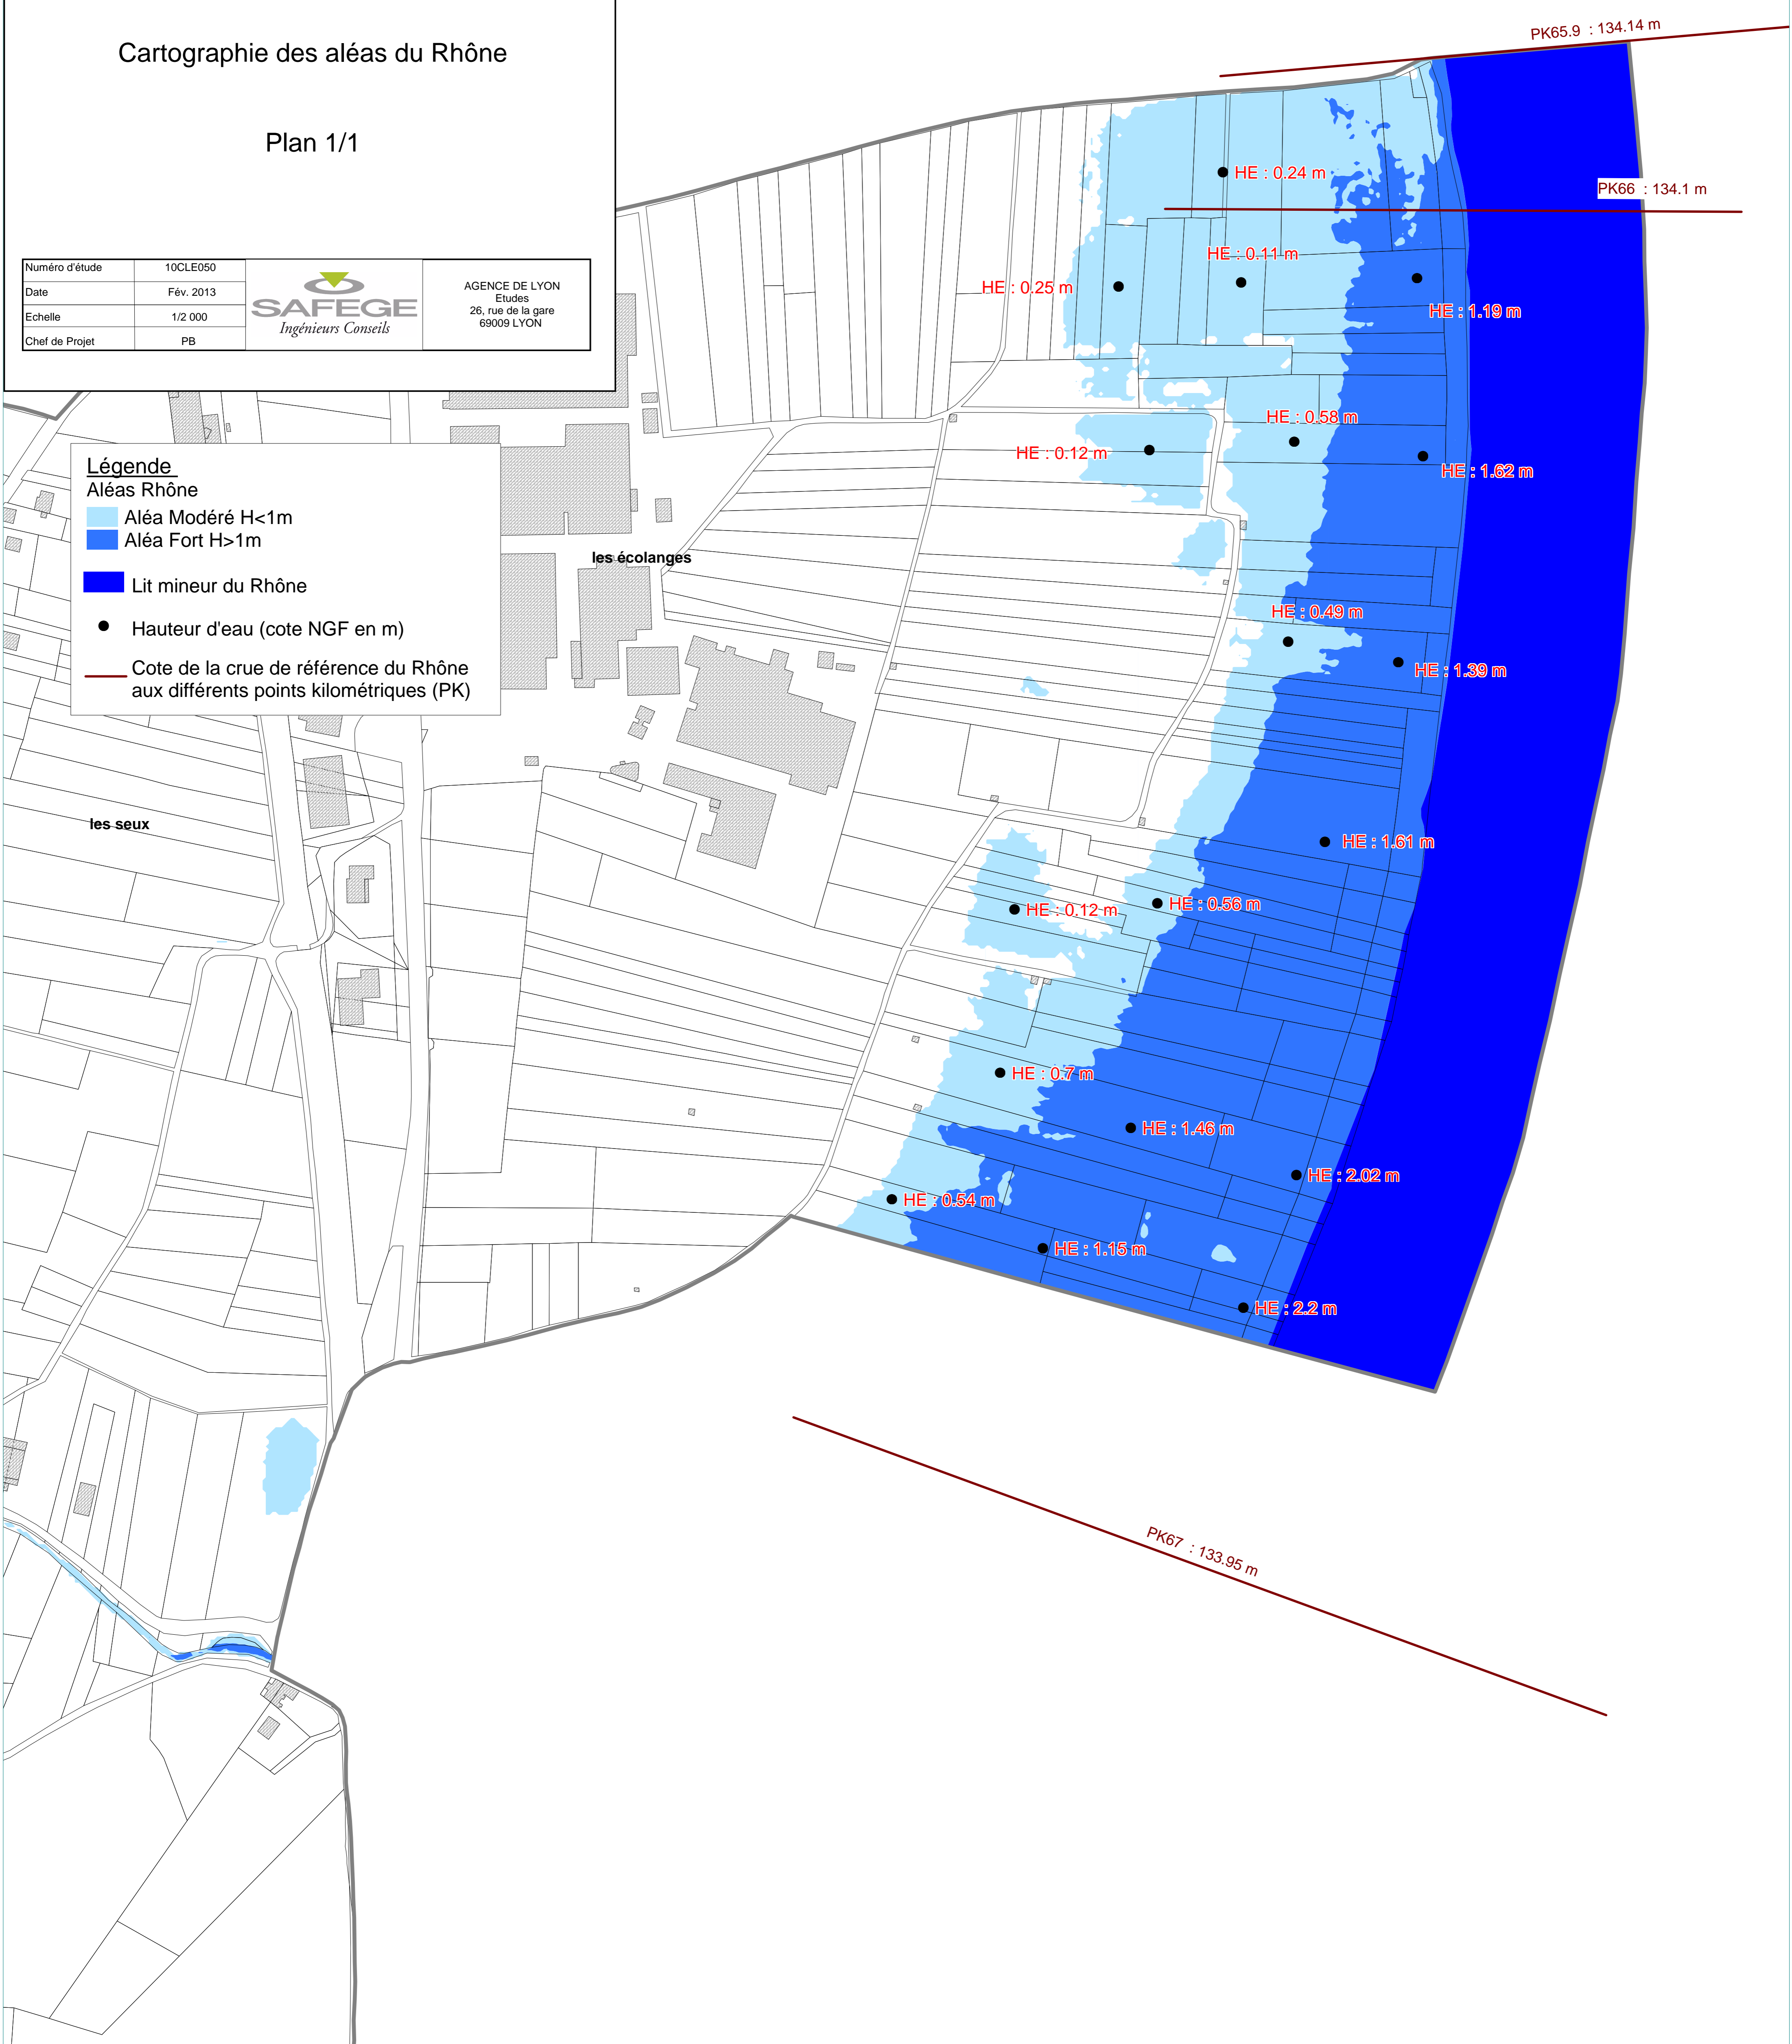 Cartographie des aléas du Rhône
Plan 1/1
Numéro d'étude 10CLE050
Date Fév. 2013
Echelle 1/2 000
Chef de Projet PB
SAFEGE
Ingénieurs Conseils
AGENCE DE LYON
Etudes
26, rue de la gare
69009 LYON
Légende
Aléas Rhône
Aléa Modéré H<1m
Aléa Fort H>1m
Lit mineur du Rhône
Hauteur d'eau (cote NGF en m)
Cote de la crue de référence du Rhône
aux différents points kilométriques (PK)
PK65.9 : 134.14 m
HE : 0.24 m
PK66 : 134.1 m
HE : 0.11 m
HE : 0.25 m
HE : 1.19 m
HE : 0.58 m
HE : 0.12 m
HE : 1.62 m
les écolanges
HE : 0.49 m
HE : 1.39 m
les seux
HE : 1.61 m
HE : 0.56 m
HE : 0.12 m
HE : 0.7 m
HE : 1.46 m
HE : 2.02 m
HE : 0.54 m
HE : 1.15 m
HE : 2.2 m
PK67 : 133.95 m